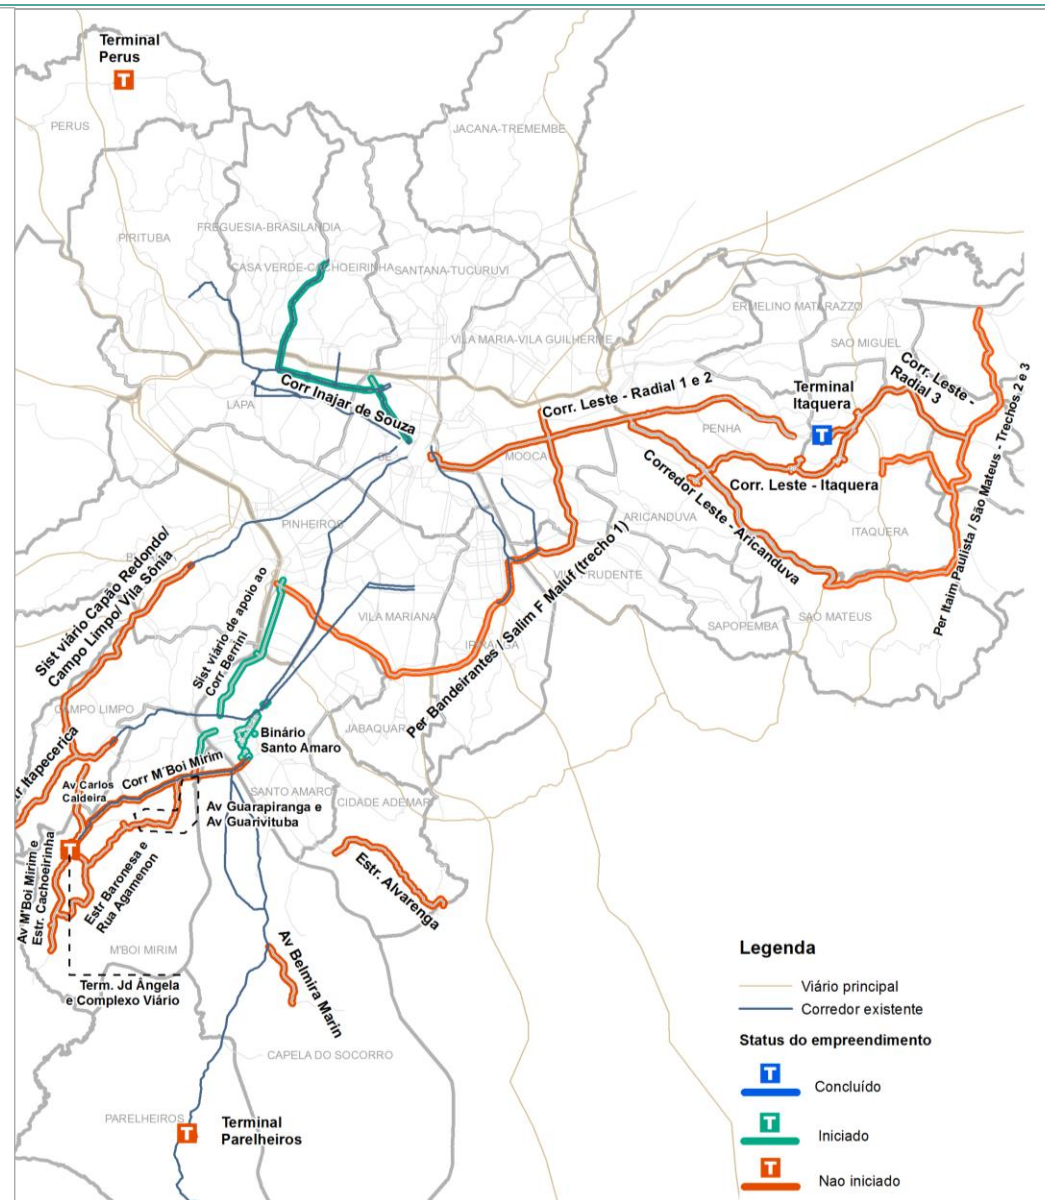 Terminal
Perus
PERUS
JACANA-TREMEMBE
FREGUESIA-BRASILANDIA
PIRITUBA
CASA VERDE-CACHOEIRINHA
SANTANA-TUCURUVI
ERMELINO MATARAZZO
VILA MARIA-VILA GUILHERME
SAO MIGUEL
Corr. Leste -
Radial 3
Corr Inajar de Souza
LAPA
Corr. Leste - Radial 1 e 2
Terminal
Itaquera
PENHA
MOOCA
Corr. Leste - Itaquera
Corredor Leste - Aricanduva
Per Itaim Paulista / São Mateus - Trechos 2 e 3
PINHEIROS
ARICANDUVA
ITAQUERA
Sist viário Capão Redondo/
Campo Limpo/ Vila Sônia
Sist viário de apoio ao
Corr Berrini
VILA MARIANA
PRUDENTE
SAPOPEMBA
SAO MATEUS
IPIRANGA
Per Bandeirantes \ Salim F Maluf (trecho 1)
CAMPO LIMPO
JABAQUARA
Binário
Santo Amaro
Itapecerica
Corr M'Boi Mirim
Av Carlos
Caldeira
SANTO AMARO
CIDADE ADEMAR
Av Guarapiranga e
Av Guarivituba
Av M'Boi Mirim e
Estr. Cachoeirinha
Estr Baronesa e
Rua Agamenon
Estr. Alvarenga
M'BOI MIRIM
Term. Jd Ângela
e Complexo Viário
Av Belmira Marin
CAPELA DO SOCORRO
PARELHEIROS
Terminal
Parelheiros
Legenda
Viário principal
Corredor existente
Status do empreendimento
T
Concluído
T
Iniciado
T
Nao iniciado